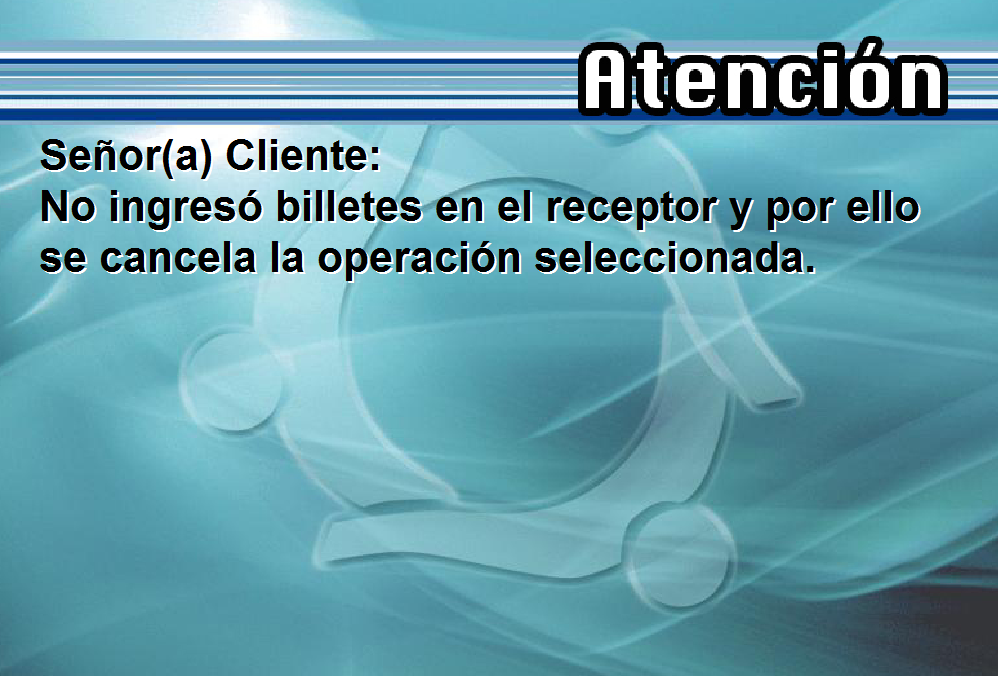 Atención
Señor(a) Cliente:
No ingresó billetes en el receptor y por ello
se cancela la operación seleccionada.